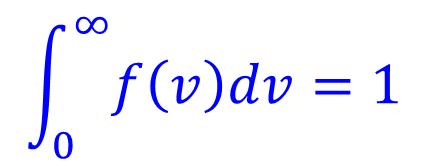 ∫₀^∞ f(v)dv = 1